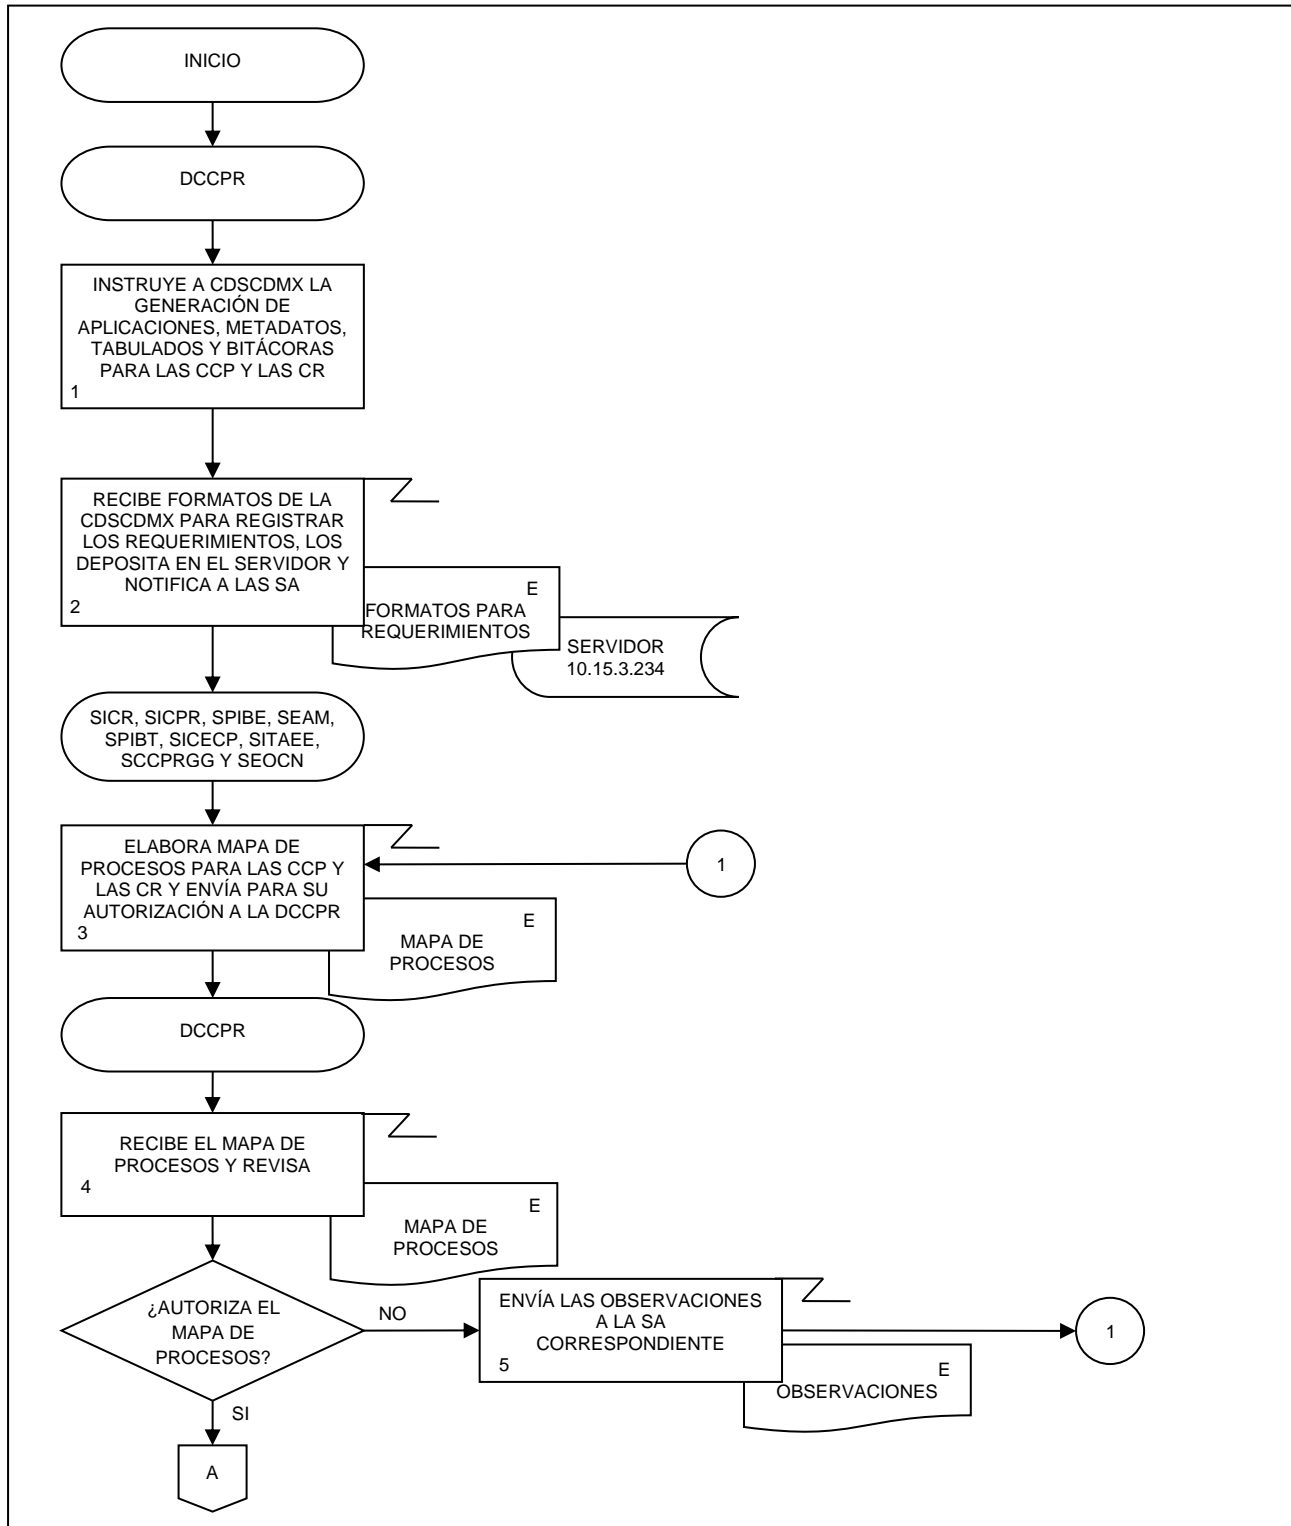 INICIO
DCCPR
INSTRUYE A CDSCDMX LA
GENERACIÓN DE
APLICACIONES, METADATOS,
TABULADOS Y BITÁCORAS
PARA LAS CCP Y LAS CR
1
RECIBE FORMATOS DE LA
CDSCDMX PARA REGISTRAR
LOS REQUERIMIENTOS, LOS
DEPOSITA EN EL SERVIDOR Y
NOTIFICA A LAS SA
2
E
FORMATOS PARA
REQUERIMIENTOS
SERVIDOR
10.15.3.234
SICR, SICPR, SPIBE, SEAM,
SPIBT, SICECP, SITAEE,
SCCPRGG Y SEOCN
ELABORA MAPA DE
PROCESOS PARA LAS CCP Y
LAS CR Y ENVÍA PARA SU
AUTORIZACIÓN A LA DCCPR
3
1
E
MAPA DE
PROCESOS
DCCPR
RECIBE EL MAPA DE
PROCESOS Y REVISA
4
E
MAPA DE
PROCESOS
¿AUTORIZA EL
MAPA DE
PROCESOS?
NO
ENVÍA LAS OBSERVACIONES
A LA SA
CORRESPONDIENTE
5
1
E
OBSERVACIONES
SI
A